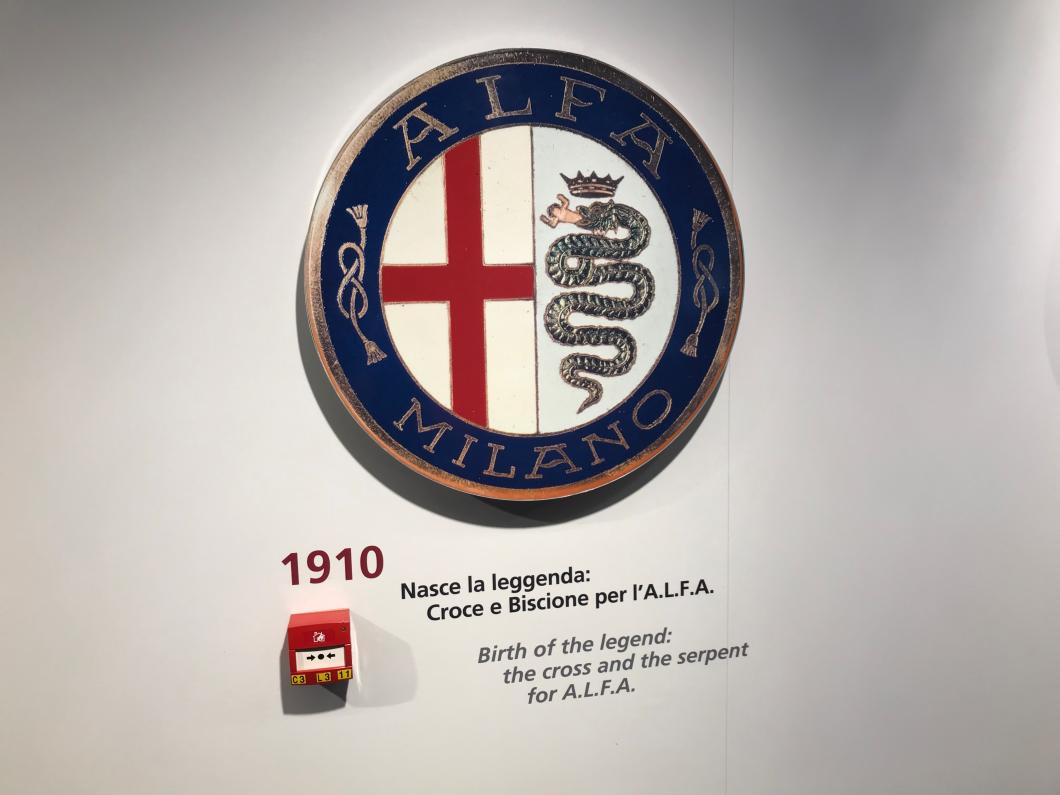 ALFA
MILANO
1910
Nasce la leggenda:
Croce e Biscione per l'A.L.F.A.
Birth of the legend:
the cross and the serpent
for A.L.F.A.
C3 L3 11